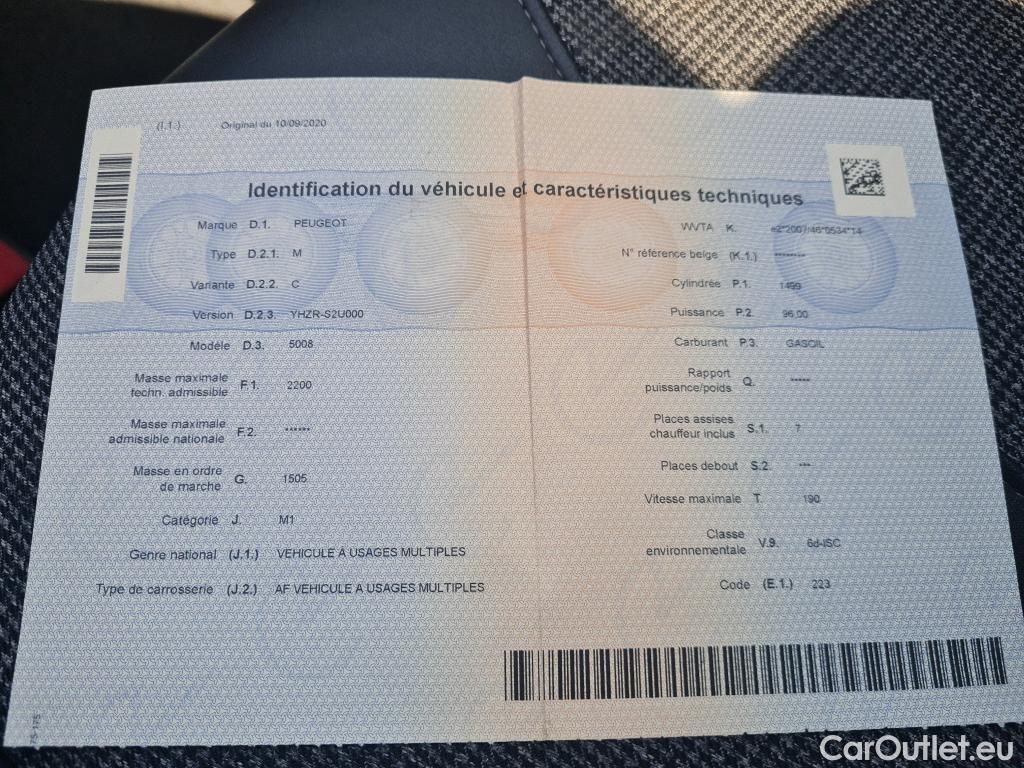 (I.1.) Original du 10/09/2020
Identification du véhicule et caractéristiques techniques
Marque D.1. PEUGEOT
Type D.2.1. M
Variante D.2.2. C
Version D.2.3. YHZR-S2U000
Modèle D.3. 5008
Masse maximale
techn. admissible F.1. 2200
Masse maximale
admissible nationale F.2. ******
Masse en ordre
de marche G. 1505
Catégorie J. M1
Genre national (J.1.) VEHICULE A USAGES MULTIPLES
Type de carrosserie (J.2.) AF VEHICULE A USAGES MULTIPLES
WVTA K. e2*2007/46*0534*14
N° référence belge (K.1.) ********
Cylindrée P.1. 1499
Puissance P.2. 96,00
Carburant P.3. GASOIL
Rapport
puissance/poids Q. *****
Places assises
chauffeur inclus S.1. 7
Places debout S.2. ***
Vitesse maximale T. 190
Classe
environnementale V.9. 6d-ISC
Code (E.1.) 223
75-175
CarOutlet.eu